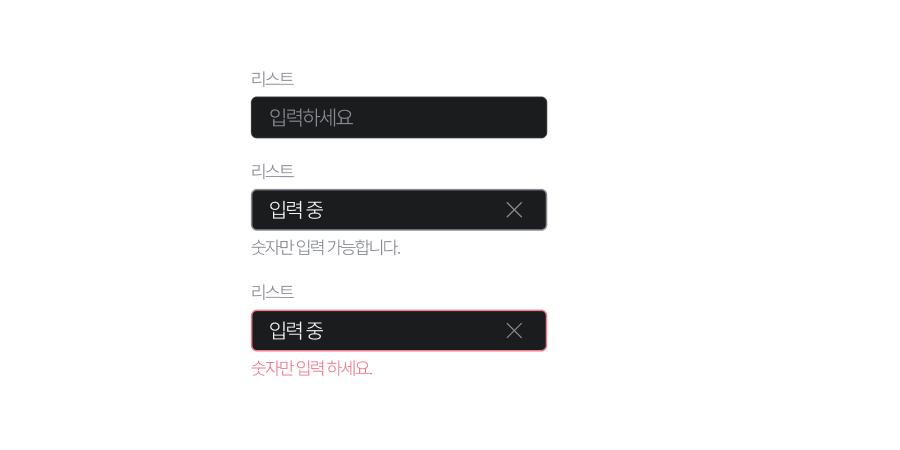 리스트
입력하세요
리스트
입력 중
숫자만 입력 가능합니다.
리스트
입력 중
숫자만 입력 하세요.